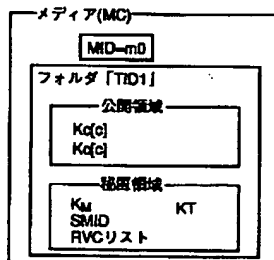 メディア(MC)
MID=m0
フォルダ「TID1」
公開領域
Kc[c]
Kc[c]
秘匿領域
KM KT
SMID
RVCリスト